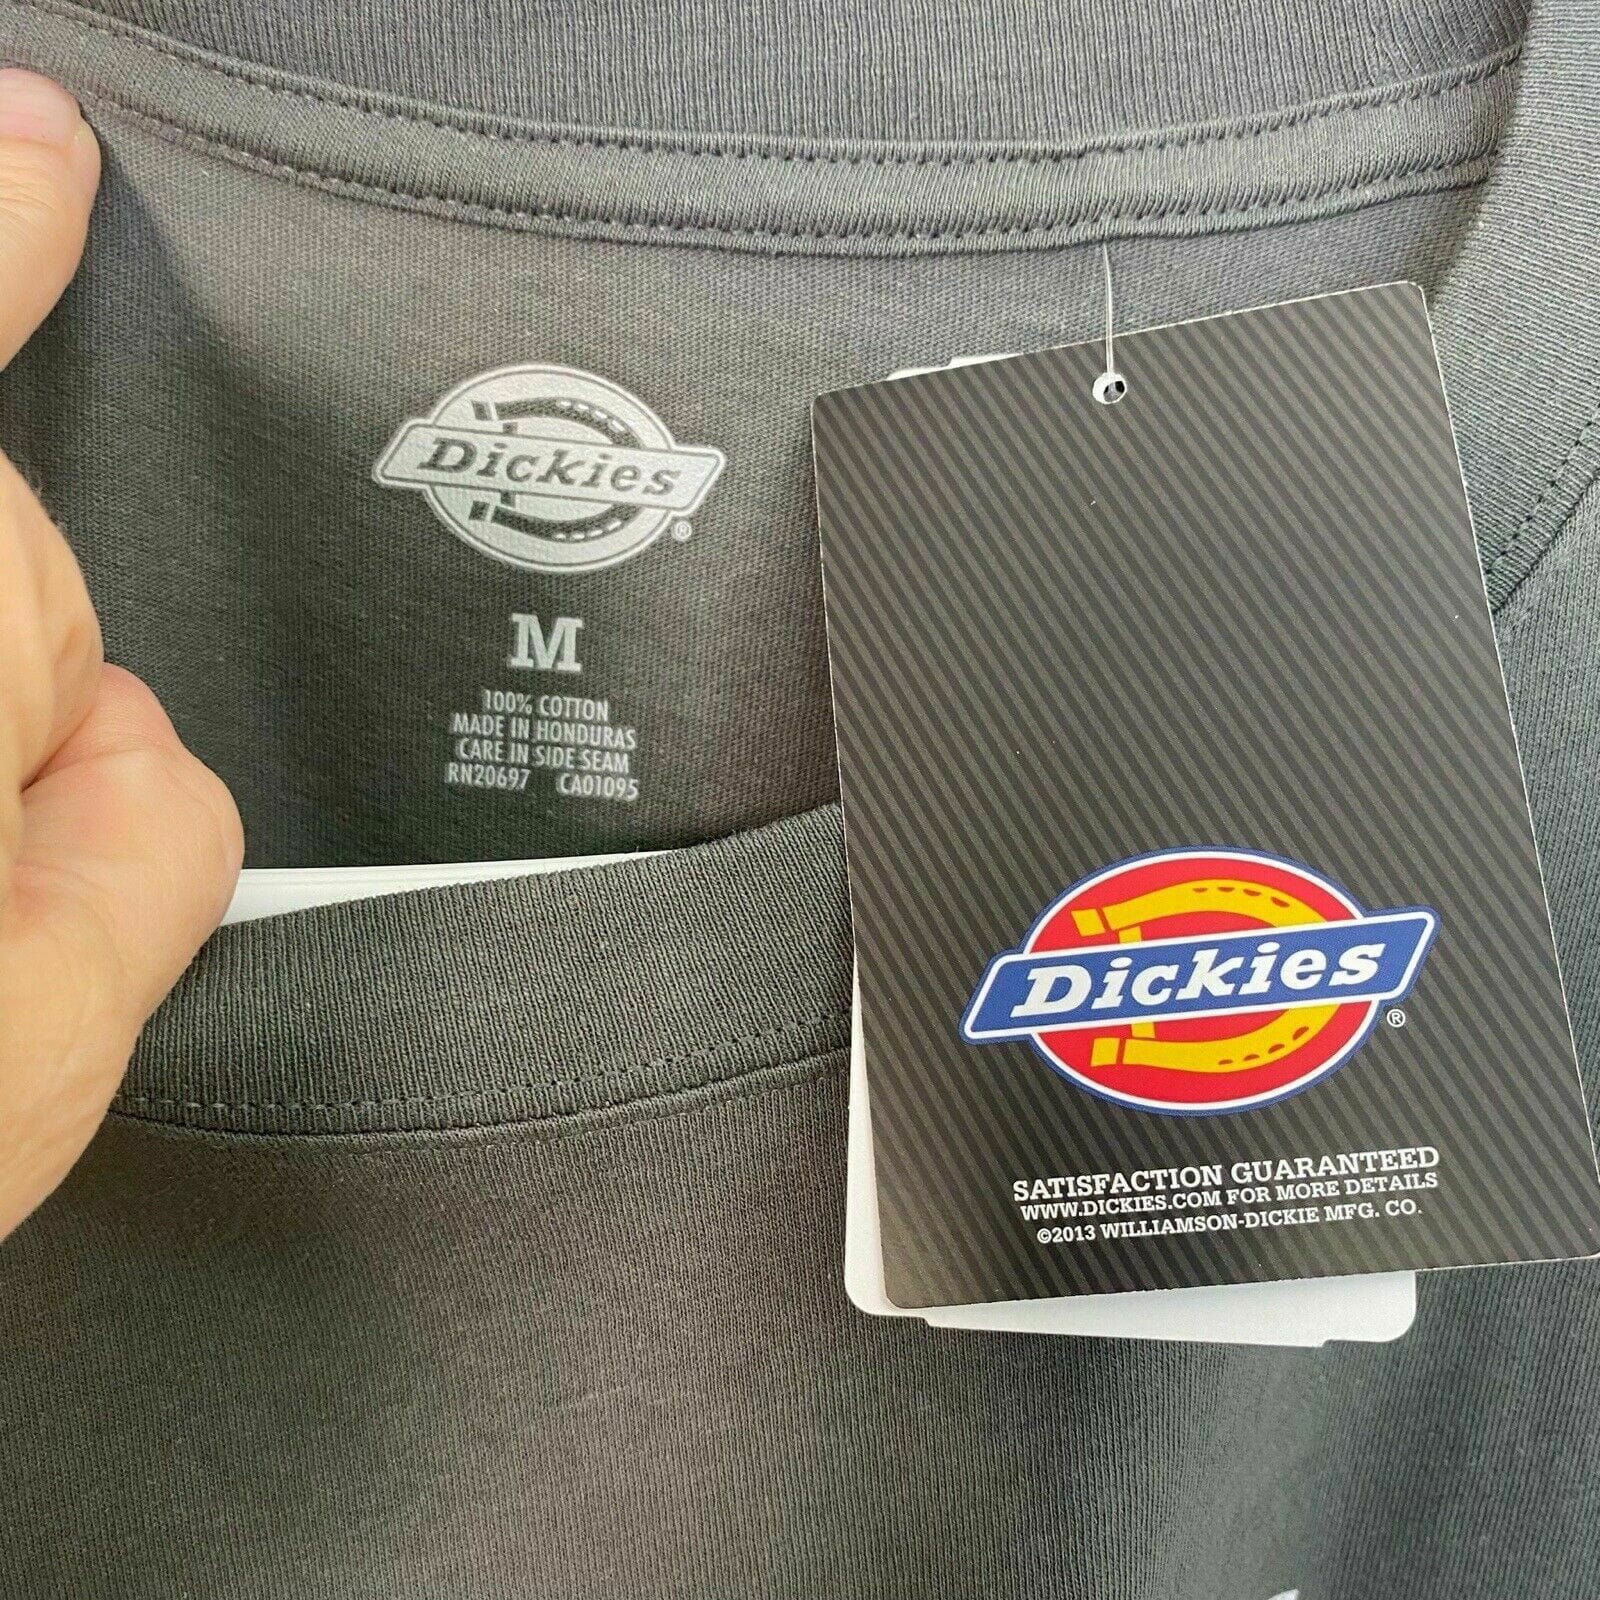 Dickies
®
M
100% COTTON
MADE IN HONDURAS
CARE IN SIDE SEAM
RN20697 CA01095
Dickies
®
SATISFACTION GUARANTEED
WWW.DICKIES.COM FOR MORE DETAILS
©2013 WILLIAMSON-DICKIE MFG. CO.